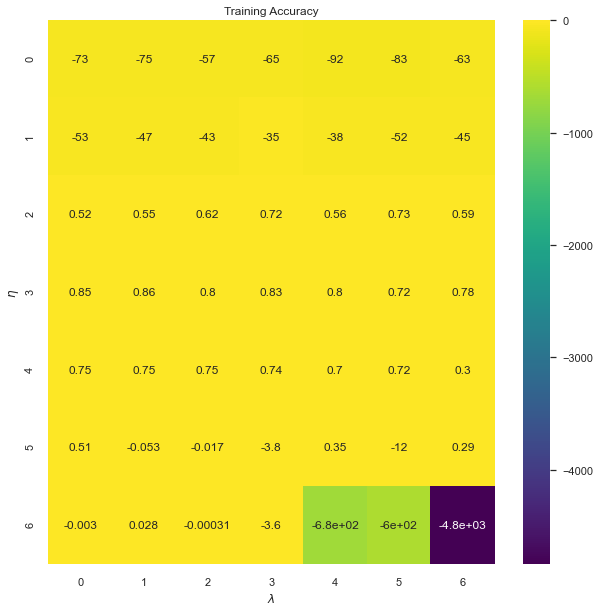 Training Accuracy
0 -73 -75 -57 -65 -92 -83 -63
1 -53 -47 -43 -35 -38 -52 -45
2 0.52 0.55 0.62 0.72 0.56 0.73 0.59
η 3 0.85 0.86 0.8 0.83 0.8 0.72 0.78
4 0.75 0.75 0.75 0.74 0.7 0.72 0.3
5 0.51 -0.053 -0.017 -3.8 0.35 -12 0.29
6 -0.003 0.028 -0.00031 -3.6 -6.8e+02 -6e+02 -4.8e+03
0 1 2 3 4 5 6
λ
0
−1000
−2000
−3000
−4000